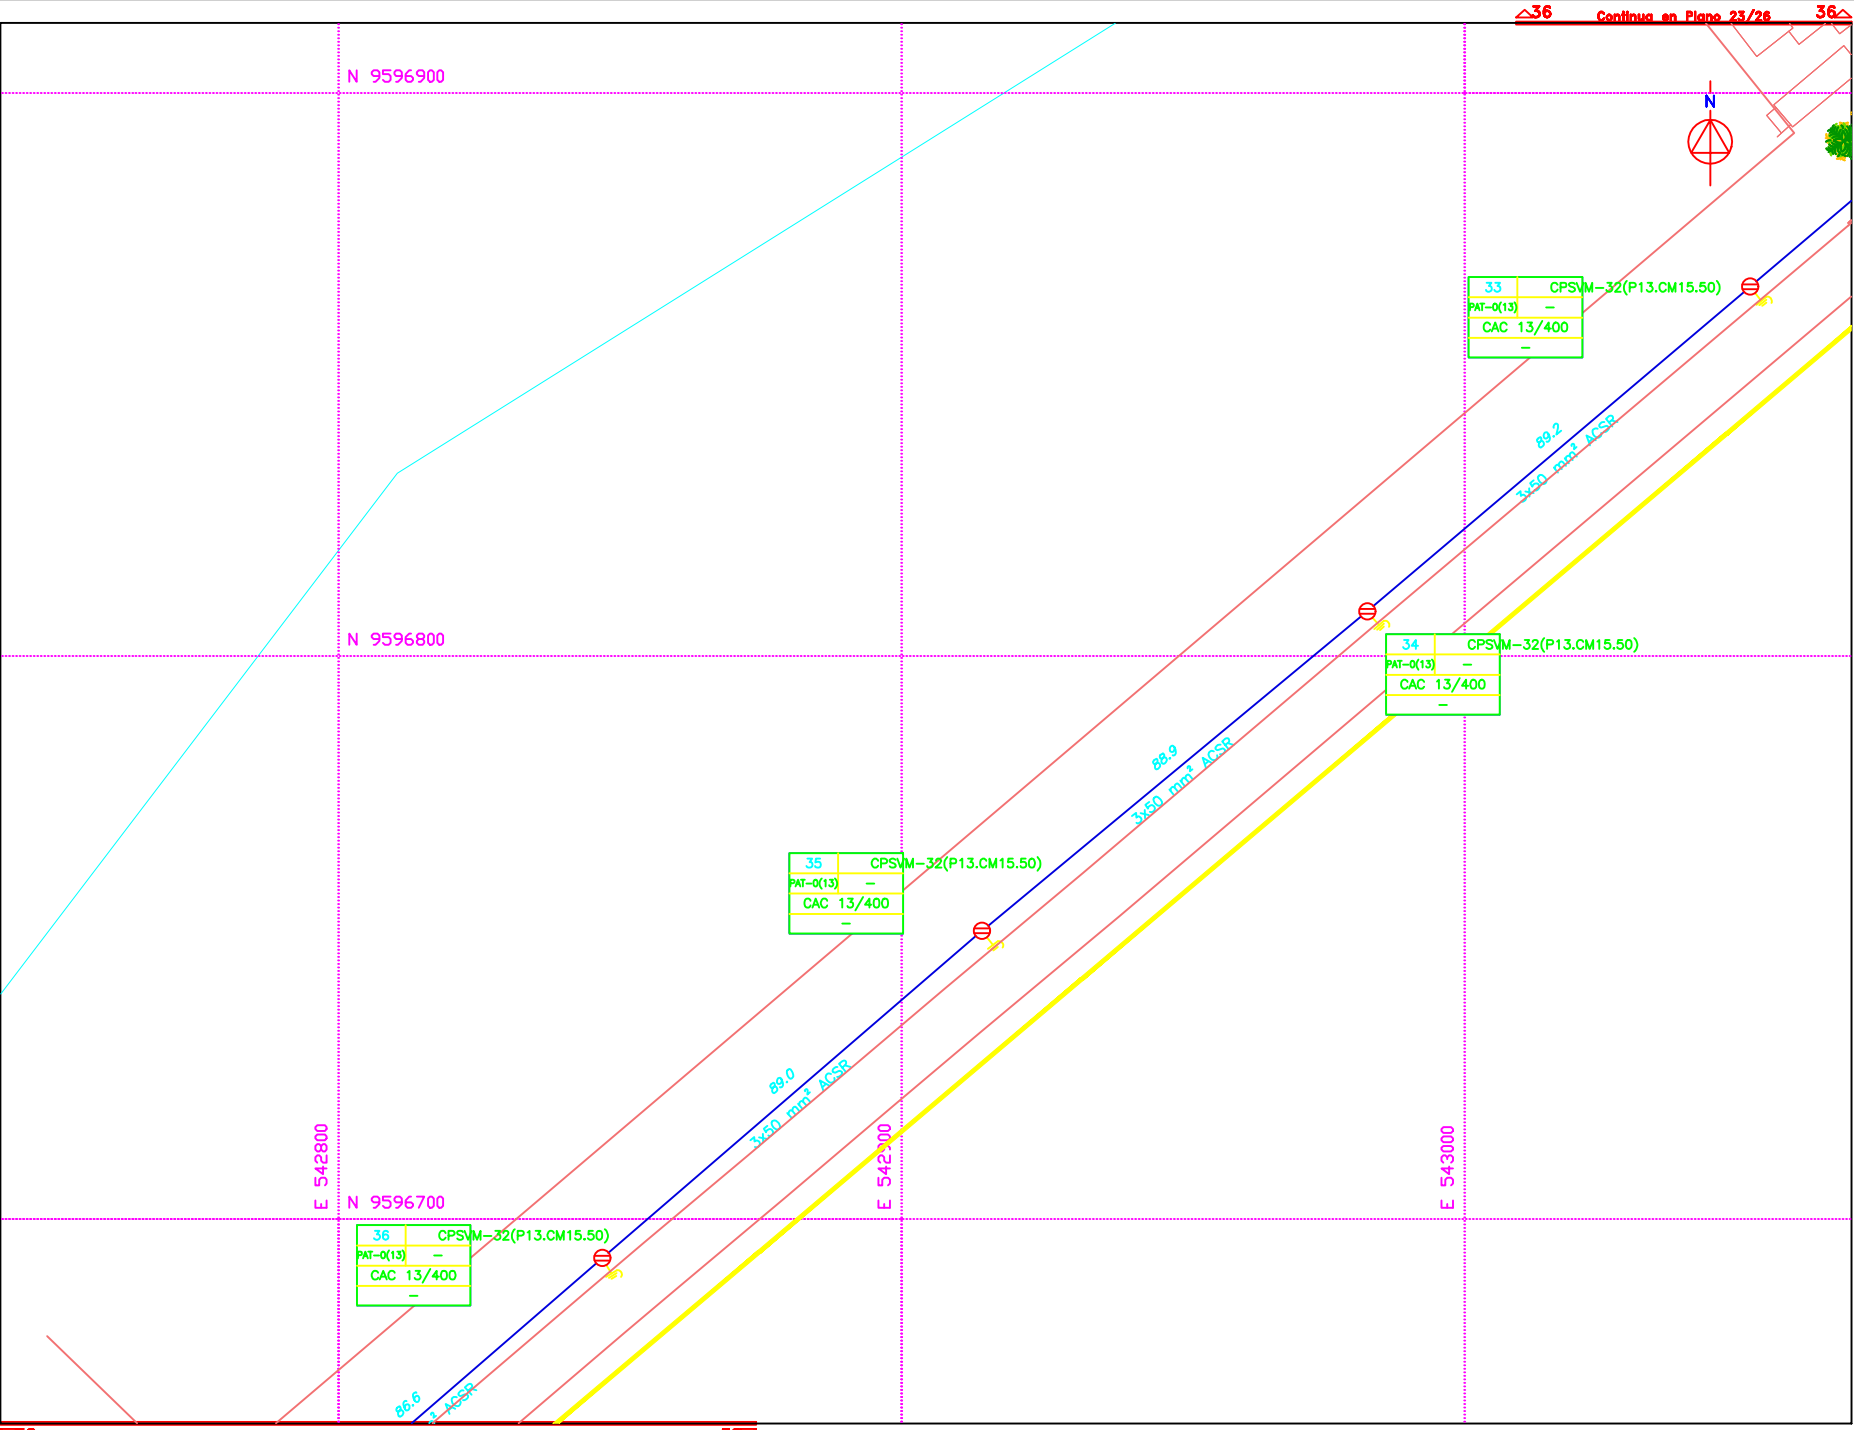 36 Continua en Plano 23/26 36
N 9596900
N
33 CPSVM-32(P13.CM15.50)
PAT-0(13) -
CAC 13/400
-
89.2
3x50 mm² ACSR
N 9596800
34 CPSVM-32(P13.CM15.50)
PAT-0(13) -
CAC 13/400
-
88.9
3x50 mm² ACSR
35 CPSVM-32(P13.CM15.50)
PAT-0(13) -
CAC 13/400
-
89.0
3x50 mm² ACSR
E 542800
E 542900
E 543000
N 9596700
36 CPSVM-32(P13.CM15.50)
PAT-0(13) -
CAC 13/400
-
86.6
² ACSR